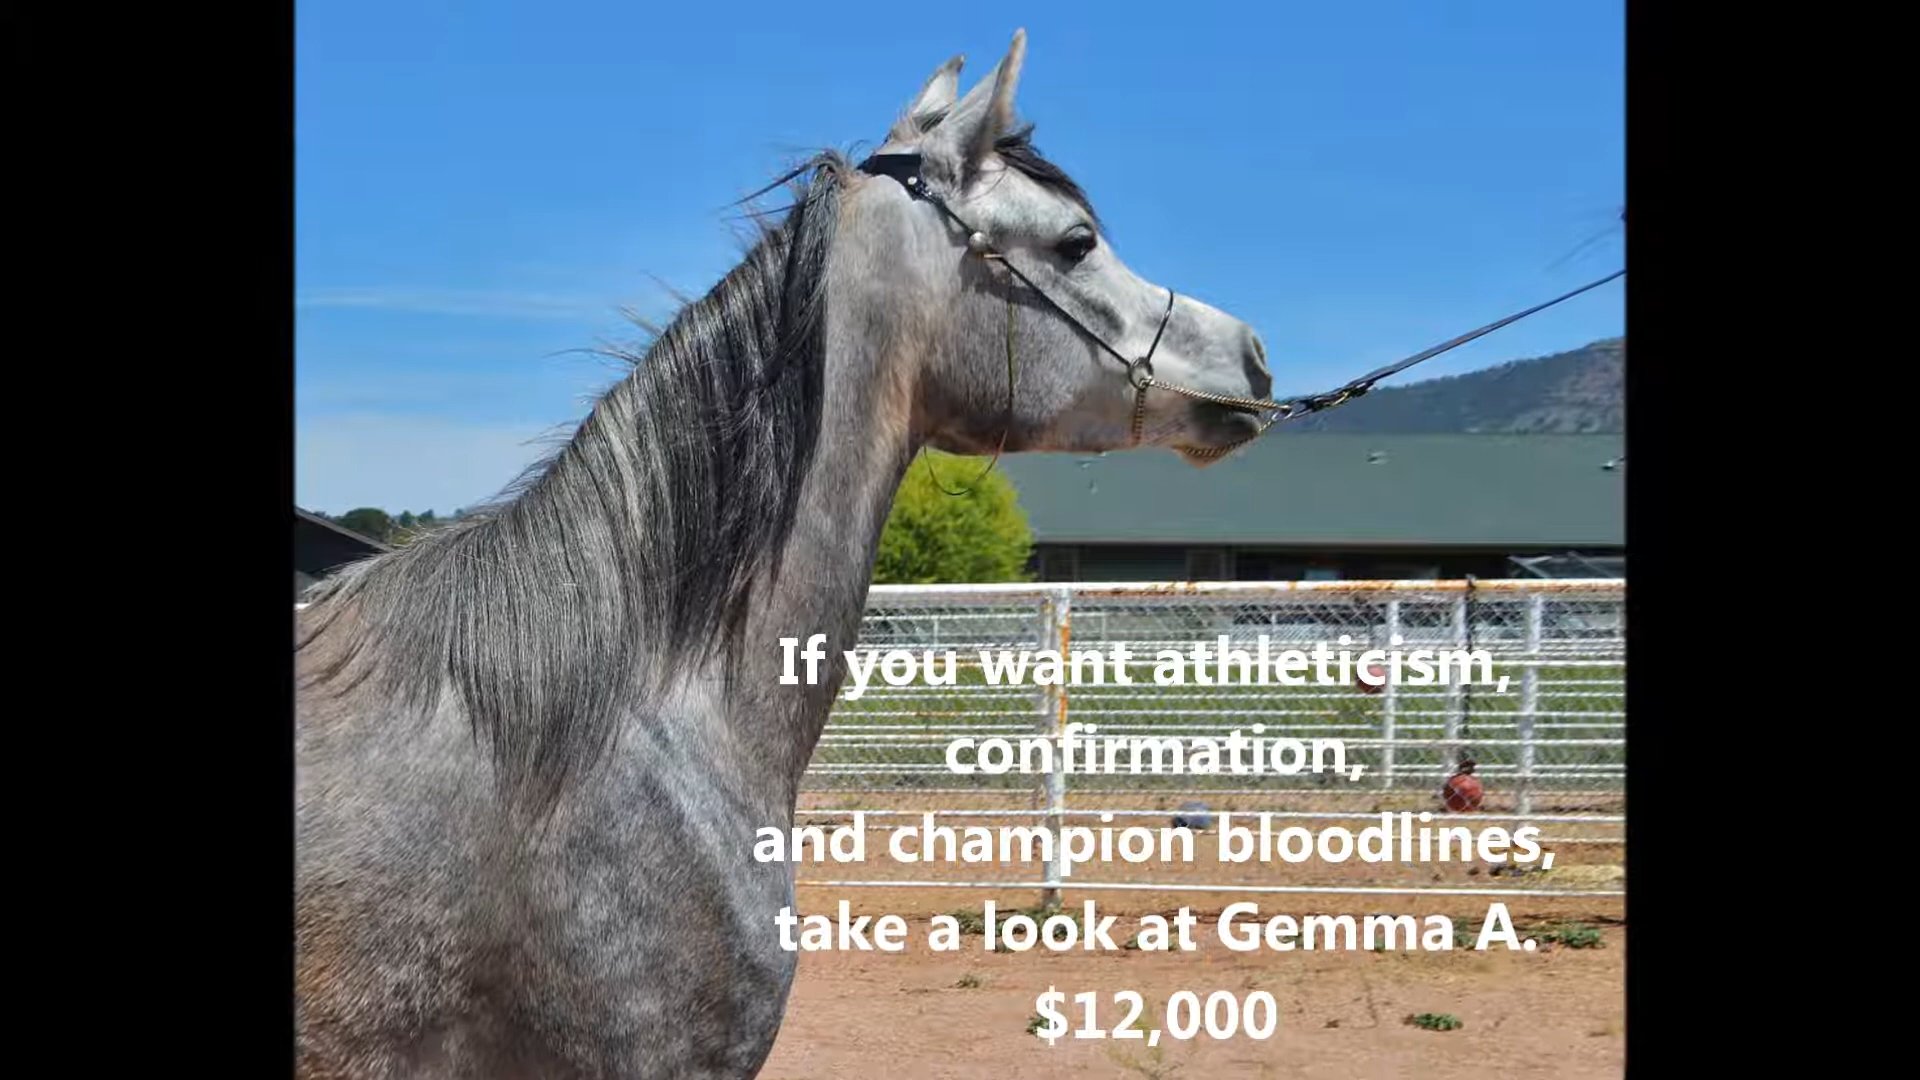 If you want athleticism,
confirmation,
and champion bloodlines,
take a look at Gemma A.
$12,000